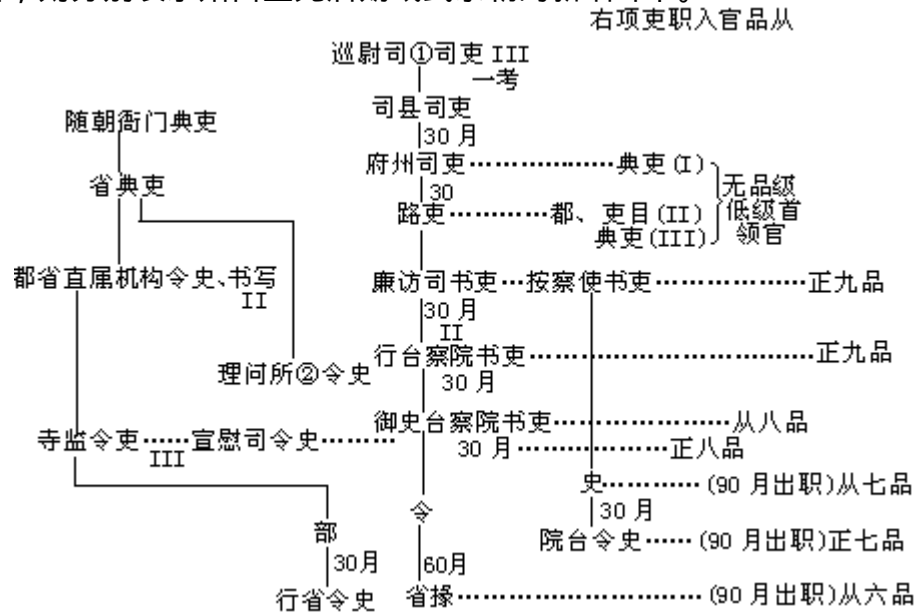 右项吏职入官品从
巡尉司①司吏 III
一考
司县司吏
随朝衙门典吏
30 月
府州司吏………………典吏 (I)
无品级
省典吏
30
低级首
路吏…………都、吏目(II)
领官
典吏(III)
都省直属机构令史、书写
II
廉访司书吏…按察使书吏………………正九品
30 月
II
行台察院书吏…………………………正九品
理问所②令史
30 月
御史台察院书吏…………………从八品
寺监令吏……宣慰司令史………
III
30 月………………正八品
史…………(90 月出职)从七品
令
30 月
部
院台令史……(90 月出职)正七品
30月
60月
行省令史
省掾…………………………(90 月出职)从六品